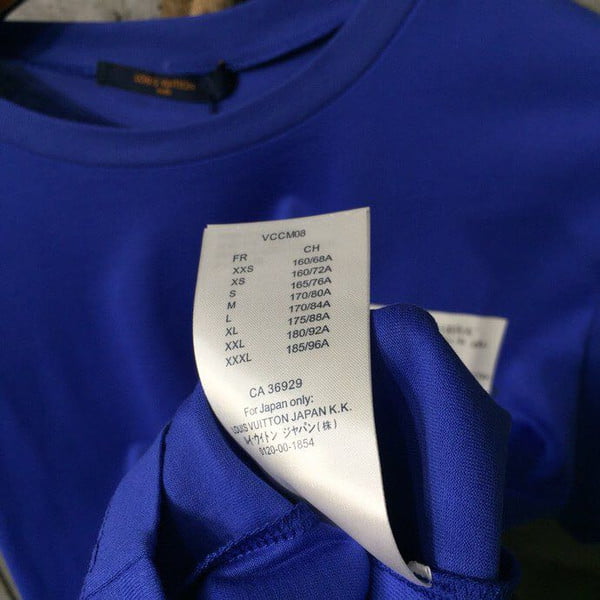 LOUIS VUITTON
VCCM08
FR CH
XXS 160/68A
XS 160/72A
S 165/76A
M 170/80A
L 170/84A
XL 175/88A
XXL 180/92A
XXXL 185/96A
CA 36929
For Japan only:
LOUIS VUITTON JAPAN K.K.
ルイ・ヴィトン ジャパン(株)
0120-00-1854